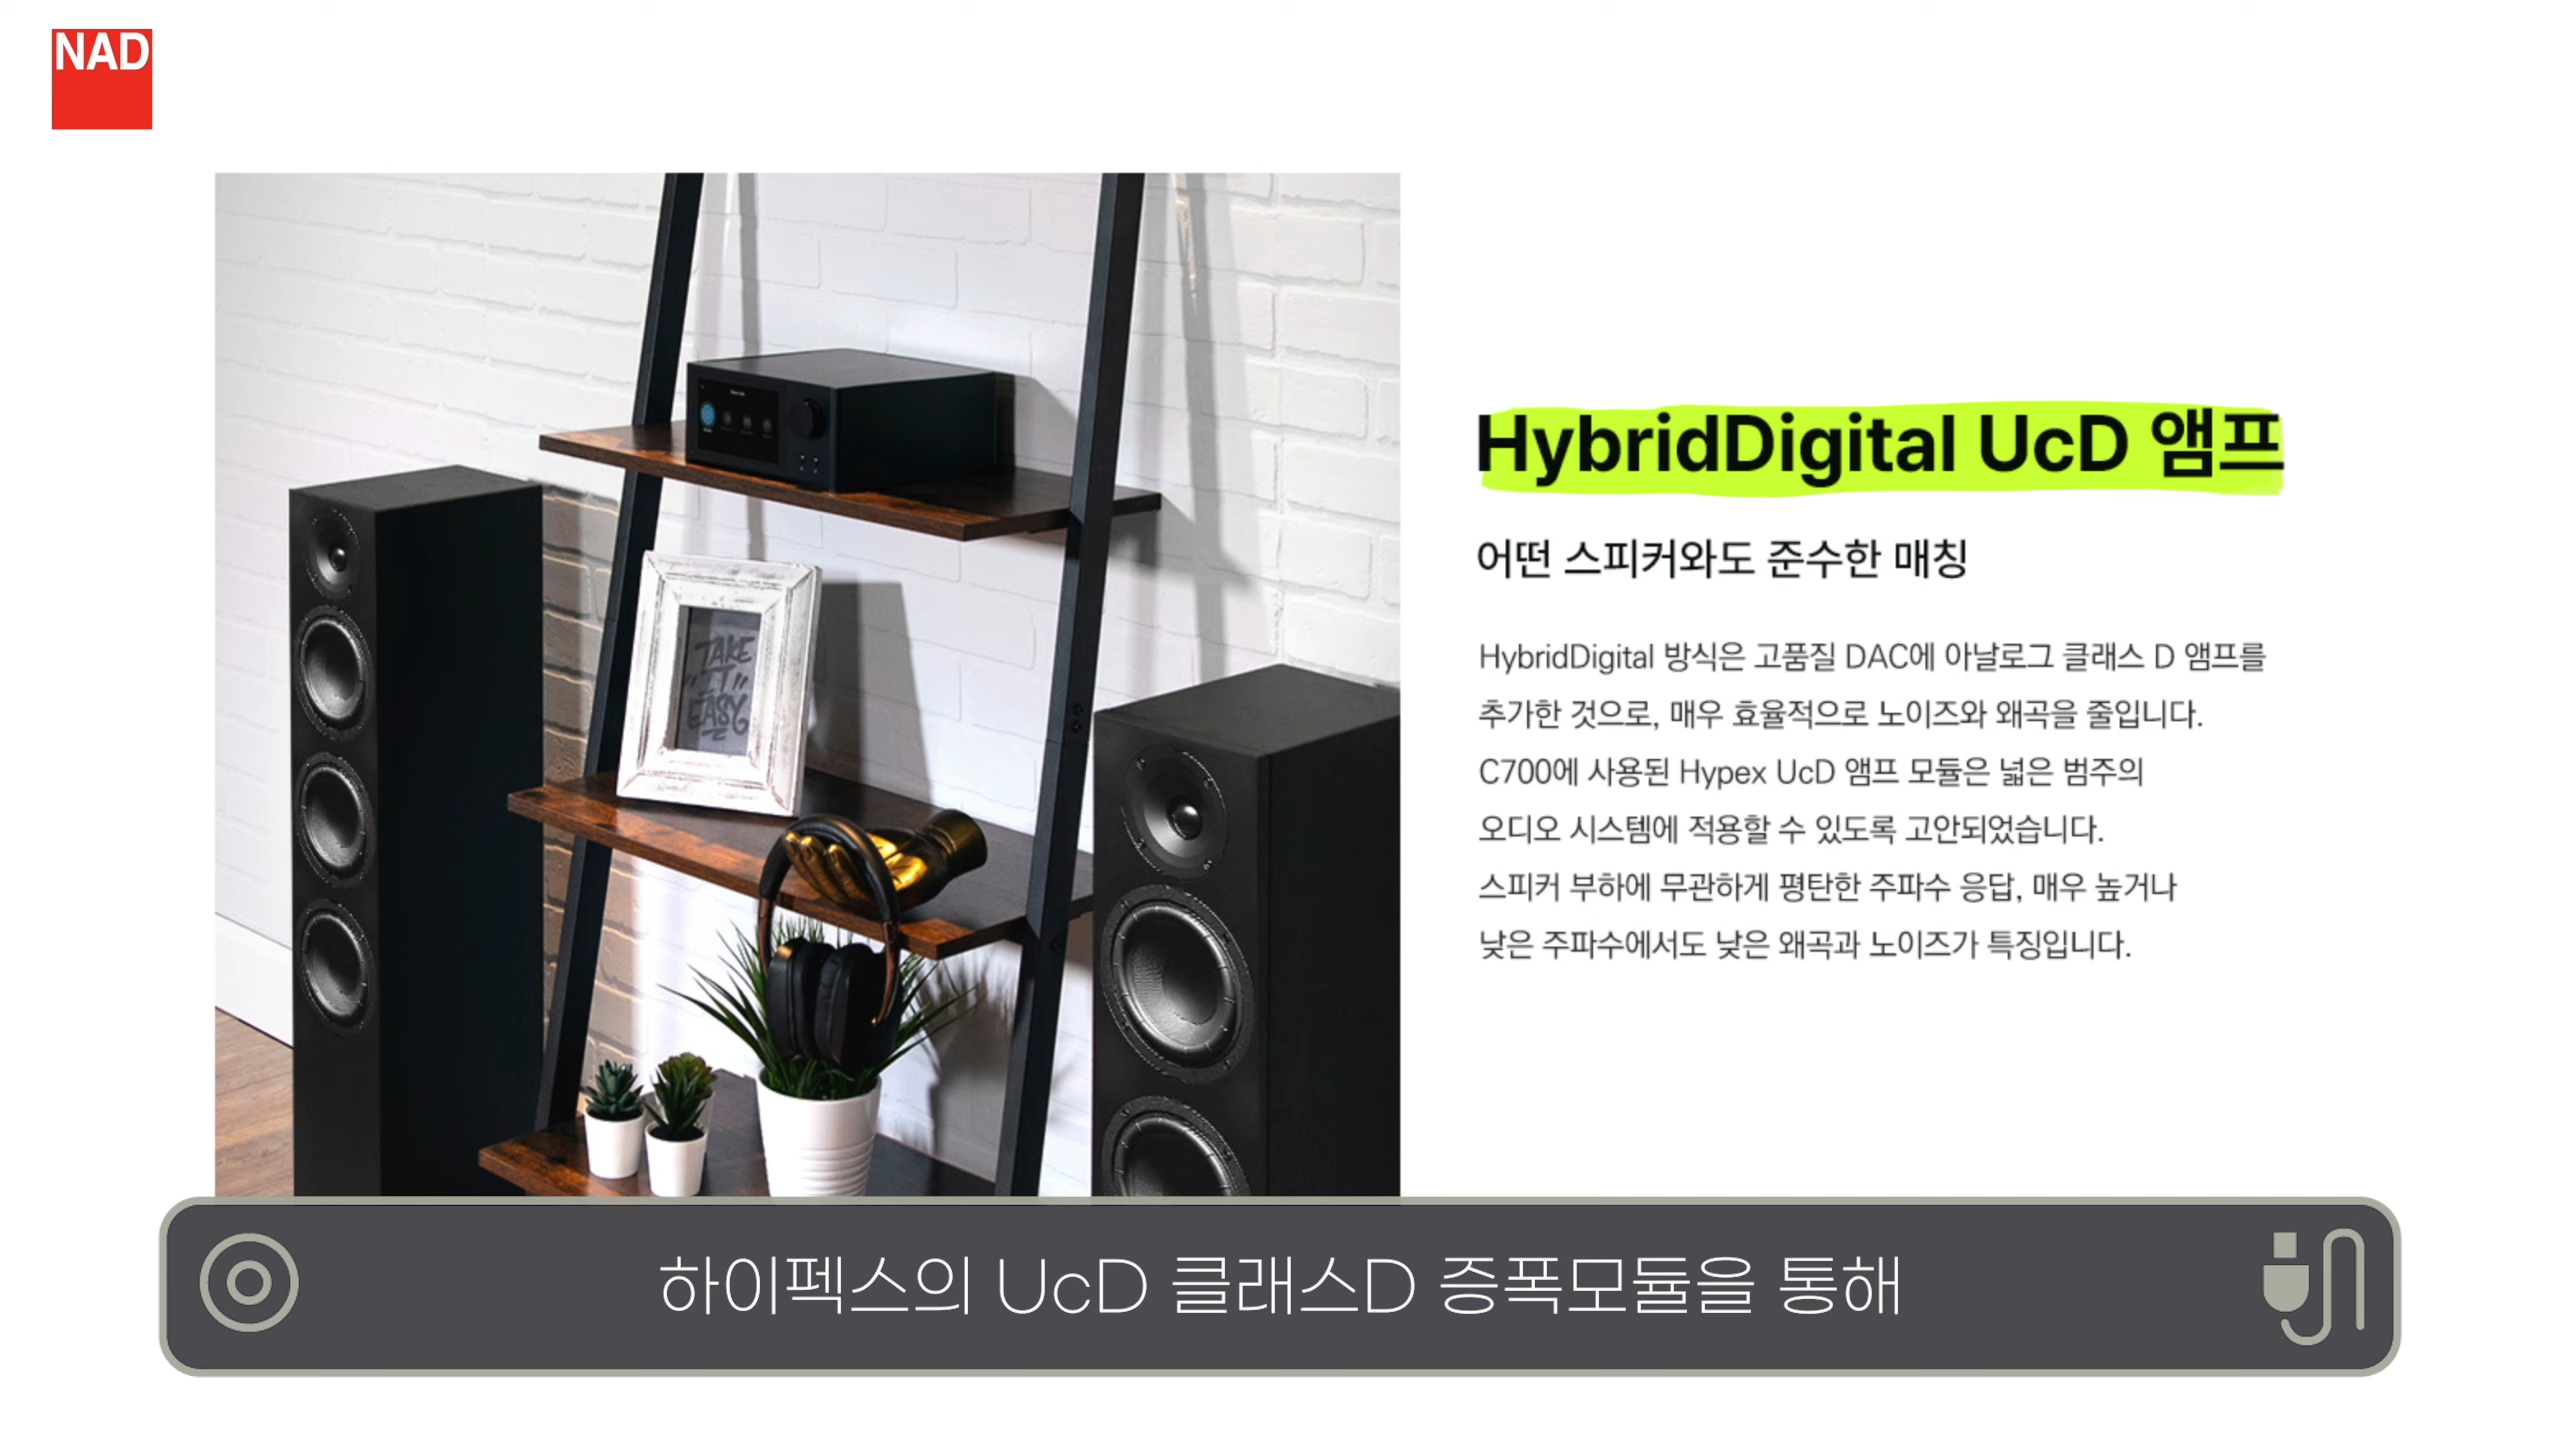 NAD
TAKE
"IT"
EASY
HybridDigital UcD 앰프
어떤 스피커와도 준수한 매칭
HybridDigital 방식은 고품질 DAC에 아날로그 클래스 D 앰프를
추가한 것으로, 매우 효율적으로 노이즈와 왜곡을 줄입니다.
C700에 사용된 Hypex UcD 앰프 모듈은 넓은 범주의
오디오 시스템에 적용할 수 있도록 고안되었습니다.
스피커 부하에 무관하게 평탄한 주파수 응답, 매우 높거나
낮은 주파수에서도 낮은 왜곡과 노이즈가 특징입니다.
하이펙스의 UcD 클래스D 증폭모듈을 통해